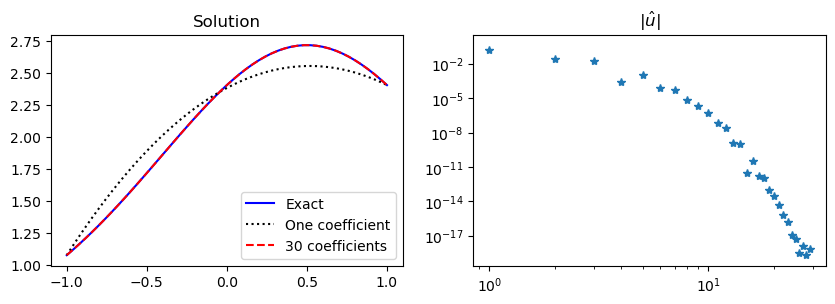 Solution
2.75
2.50
2.25
2.00
1.75
1.50
1.25
1.00
−1.0 −0.5 0.0 0.5 1.0
Exact
One coefficient
30 coefficients
|û|
10⁻²
10⁻⁵
10⁻⁸
10⁻¹¹
10⁻¹⁴
10⁻¹⁷
10⁰ 10¹